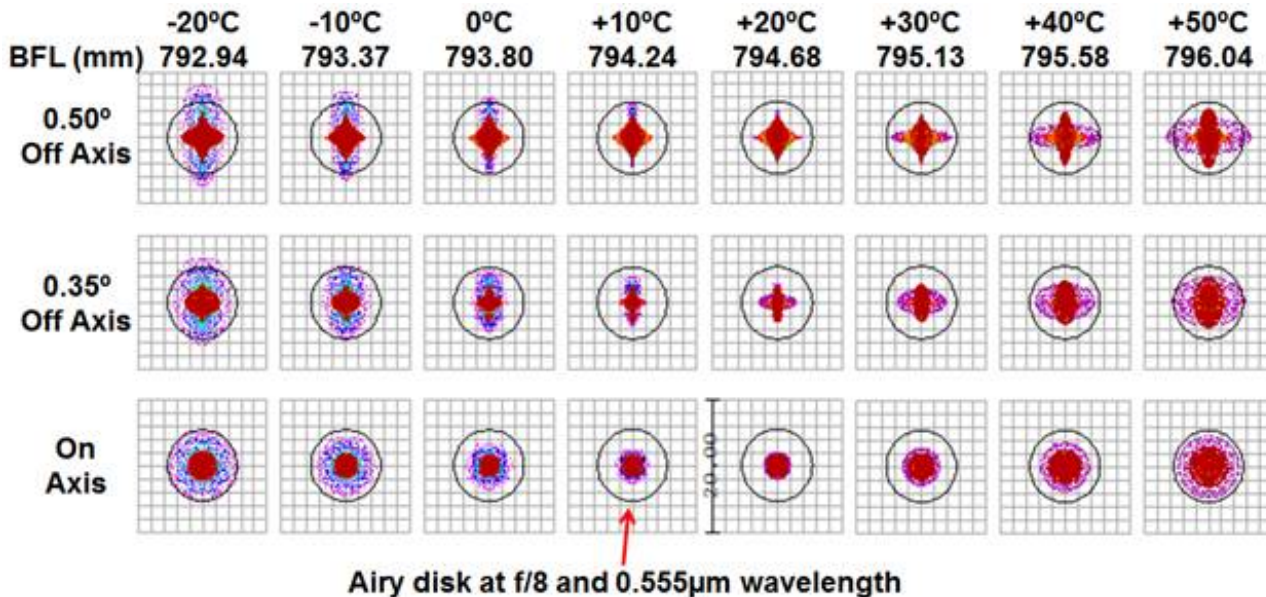 -20ºC -10ºC 0ºC +10ºC +20ºC +30ºC +40ºC +50ºC
BFL (mm) 792.94 793.37 793.80 794.24 794.68 795.13 795.58 796.04
0.50º
Off Axis
0.35º
Off Axis
On
Axis
20.00
Airy disk at f/8 and 0.555µm wavelength